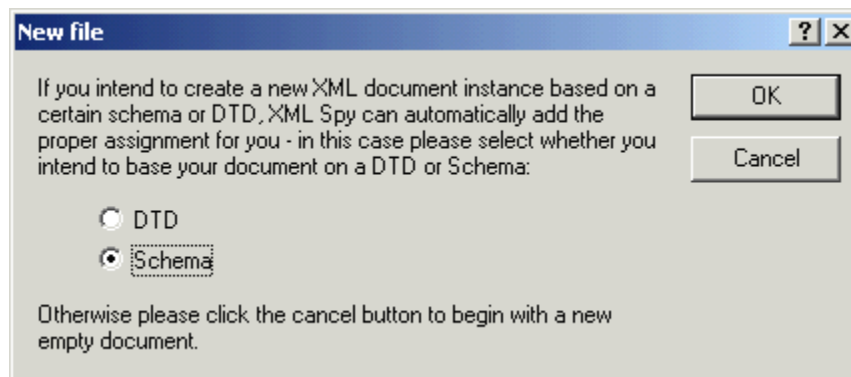 New file
If you intend to create a new XML document instance based on a
certain schema or DTD, XML Spy can automatically add the
proper assignment for you - in this case please select whether you
intend to base your document on a DTD or Schema:
OK
Cancel
DTD
Schema
Otherwise please click the cancel button to begin with a new
empty document.